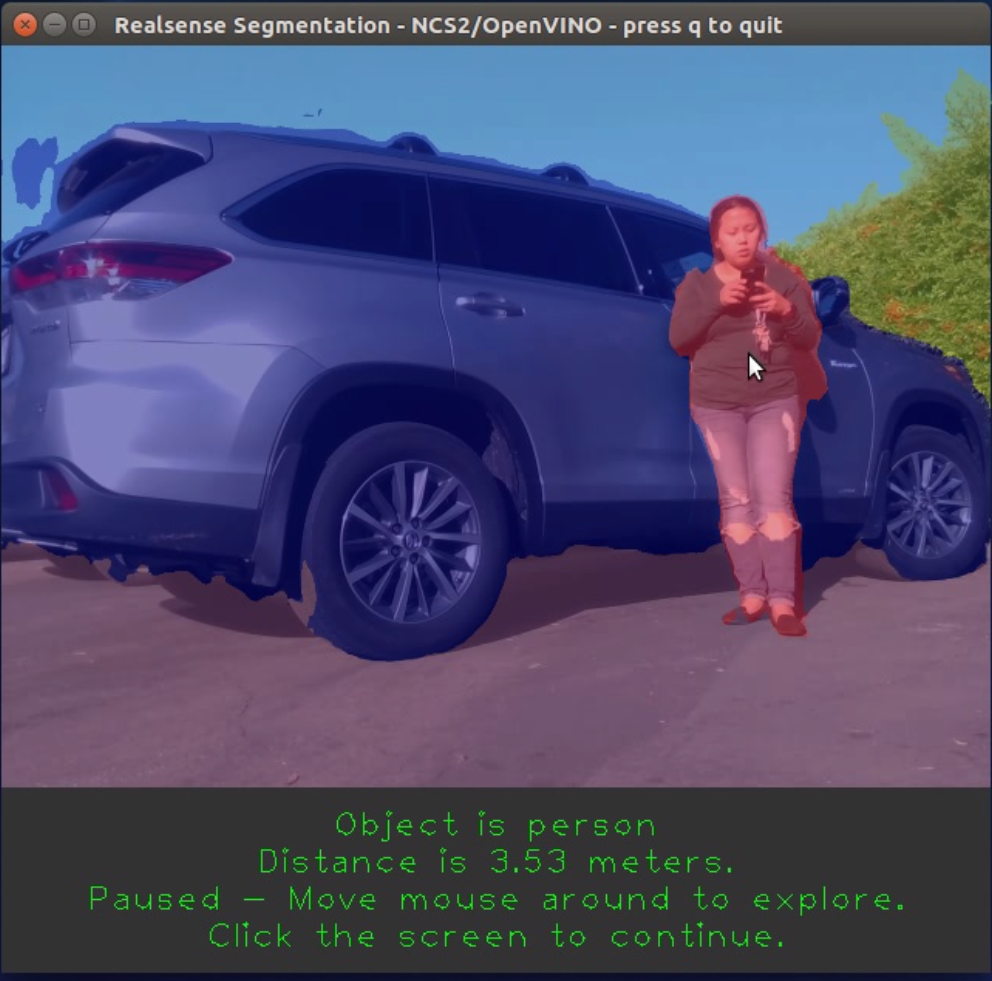 Realsense Segmentation - NCS2/OpenVINO - press q to quit
Object is person
Distance is 3.53 meters.
Paused – Move mouse around to explore.
Click the screen to continue.